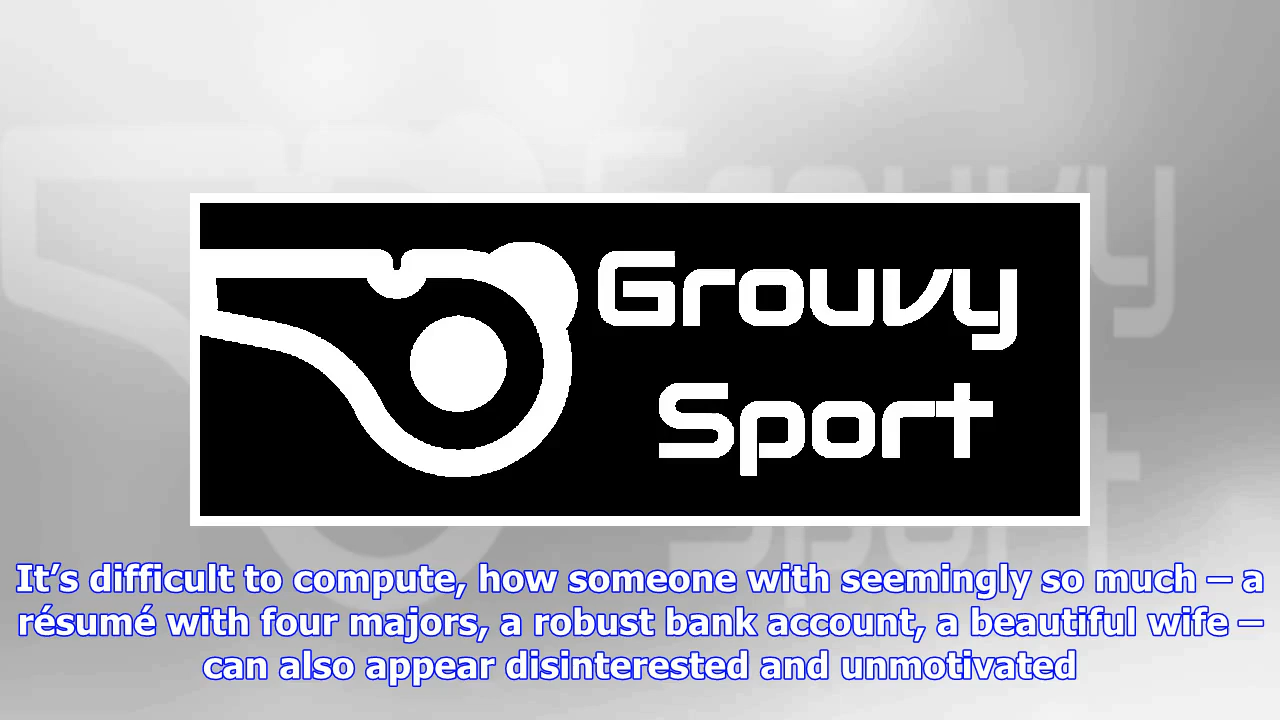 Grouvy
Sport
It’s difficult to compute, how someone with seemingly so much – a
résumé with four majors, a robust bank account, a beautiful wife –
can also appear disinterested and unmotivated